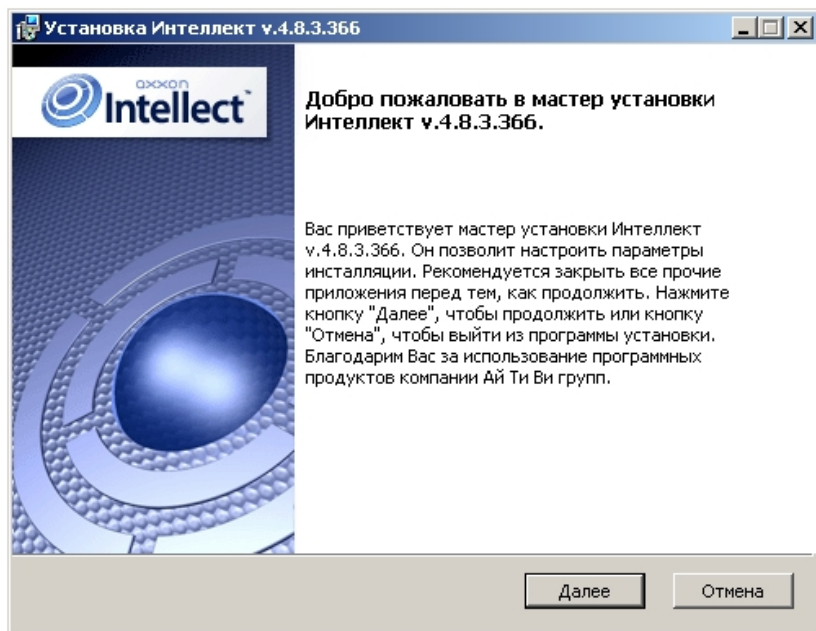 Установка Интеллект v.4.8.3.366
axxon
Intellect
Добро пожаловать в мастер установки
Интеллект v.4.8.3.366.
Вас приветствует мастер установки Интеллект
v.4.8.3.366. Он позволит настроить параметры
инсталляции. Рекомендуется закрыть все прочие
приложения перед тем, как продолжить. Нажмите
кнопку "Далее", чтобы продолжить или кнопку
"Отмена", чтобы выйти из программы установки.
Благодарим Вас за использование программных
продуктов компании Ай Ти Ви групп.
Далее
Отмена